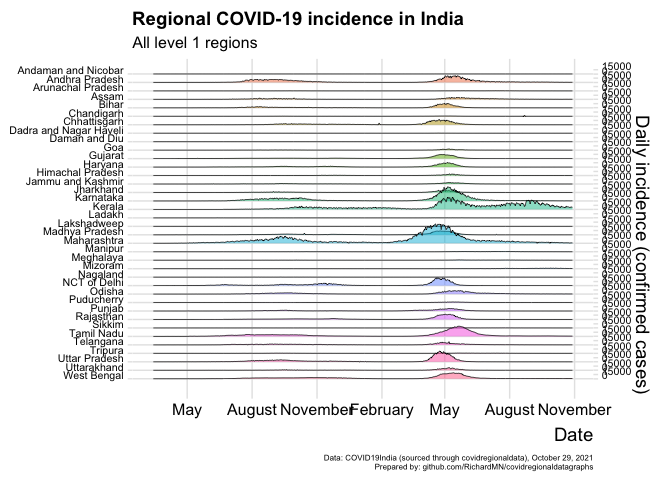 Regional COVID-19 incidence in India
All level 1 regions
Andaman and Nicobar
Andhra Pradesh
Arunachal Pradesh
Assam
Bihar
Chandigarh
Chhattisgarh
Dadra and Nagar Haveli
Daman and Diu
Goa
Gujarat
Haryana
Himachal Pradesh
Jammu and Kashmir
Jharkhand
Karnataka
Kerala
Ladakh
Lakshadweep
Madhya Pradesh
Maharashtra
Manipur
Meghalaya
Mizoram
Nagaland
NCT of Delhi
Odisha
Puducherry
Punjab
Rajasthan
Sikkim
Tamil Nadu
Telangana
Tripura
Uttar Pradesh
Uttarakhand
West Bengal
15000
Daily incidence (confirmed cases)
May August November February May August November
Date
Data: COVID19India (sourced through covidregionaldata), October 29, 2021
Prepared by: github.com/RichardMN/covidregionaldatagraphs